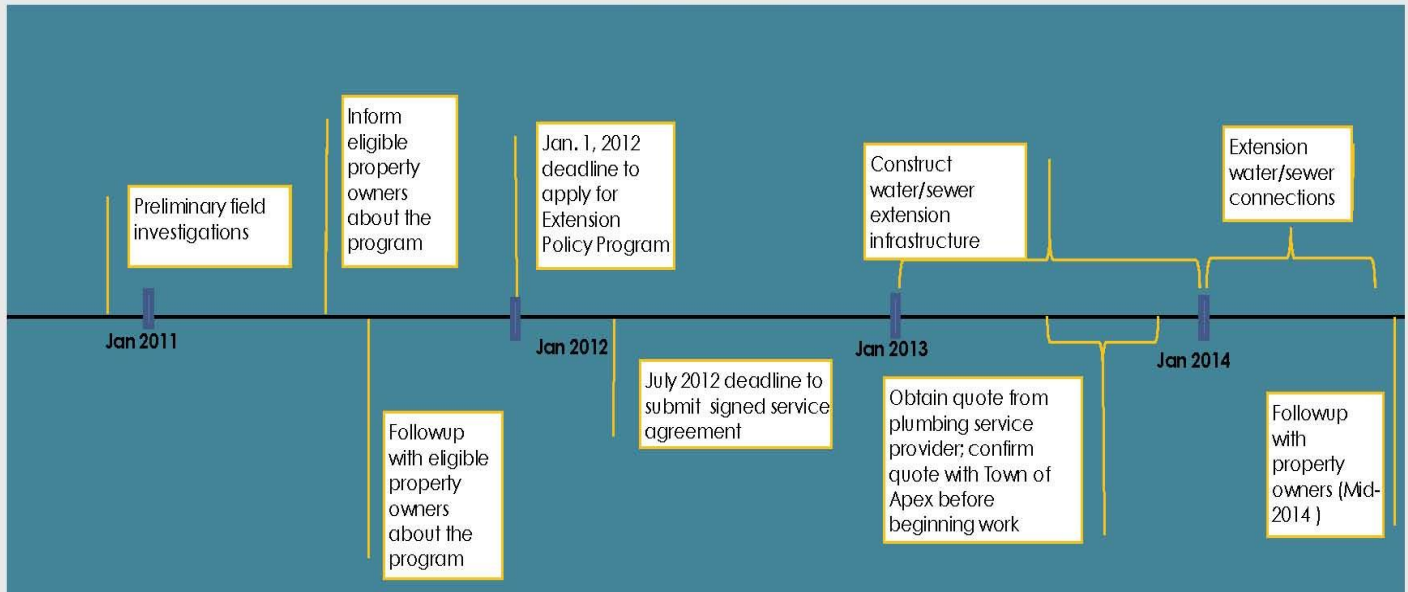 Preliminary field
investigations
Inform
eligible
property
owners
about the
program
Jan. 1, 2012
deadline to
apply for
Extension
Policy Program
Construct
water/sewer
extension
infrastructure
Extension
water/sewer
connections
Jan 2011
Jan 2012
Jan 2013
Jan 2014
Followup
with eligible
property
owners
about the
program
July 2012 deadline to
submit signed service
agreement
Obtain quote from
plumbing service
provider; confirm
quote with Town of
Apex before
beginning work
Followup
with
property
owners (Mid-
2014 )